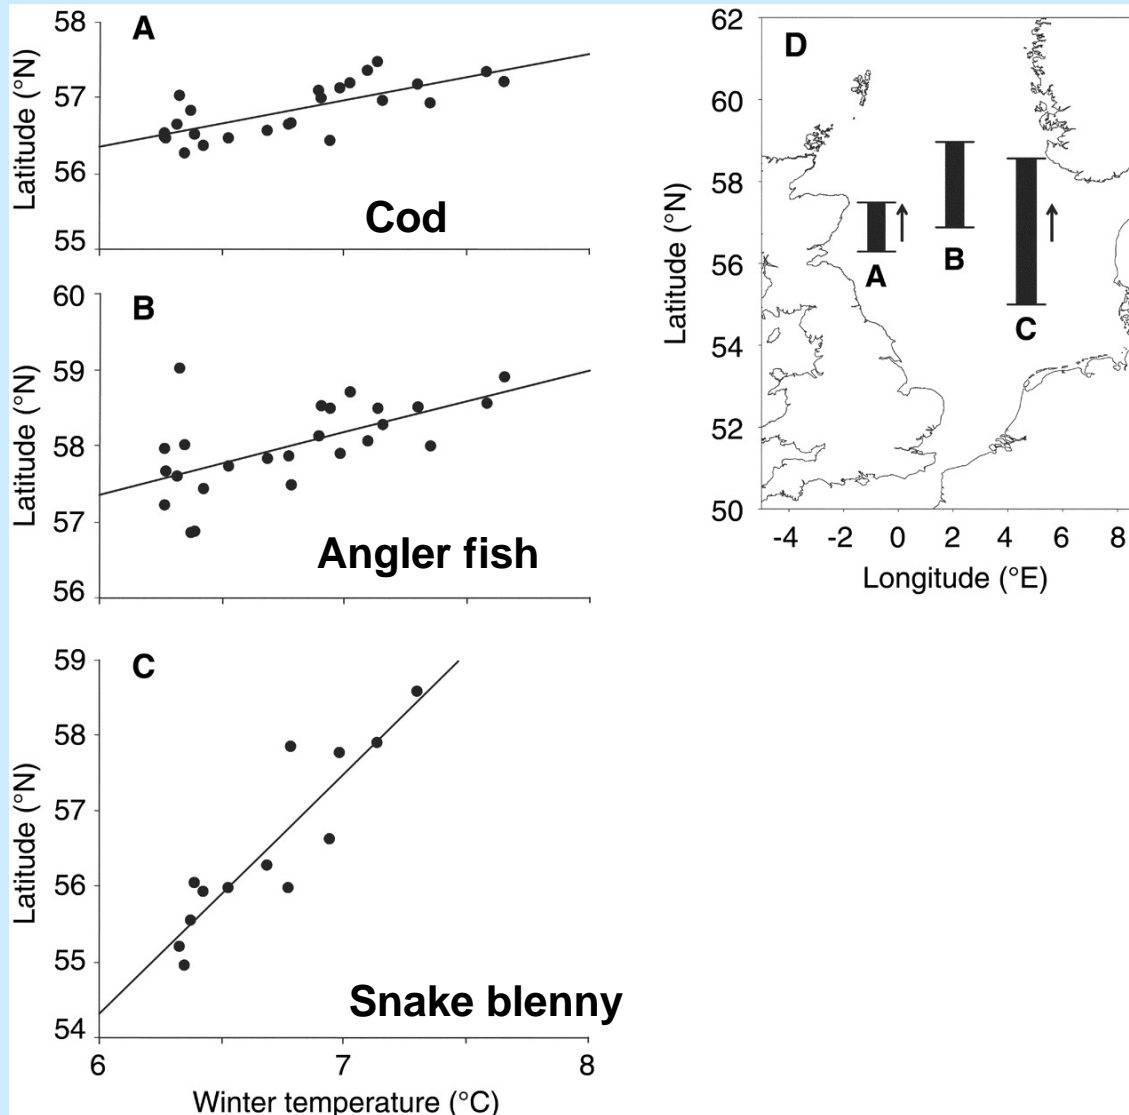 A
58
57
56
55
Latitude (°N)
Cod
B
60
59
58
57
56
Latitude (°N)
Angler fish
C
59
58
57
56
55
54
Latitude (°N)
Snake blenny
6 7 8
Winter temperature (°C)
D
62
60
58
56
54
52
50
Latitude (°N)
A
B
C
-4 -2 0 2 4 6 8
Longitude (°E)